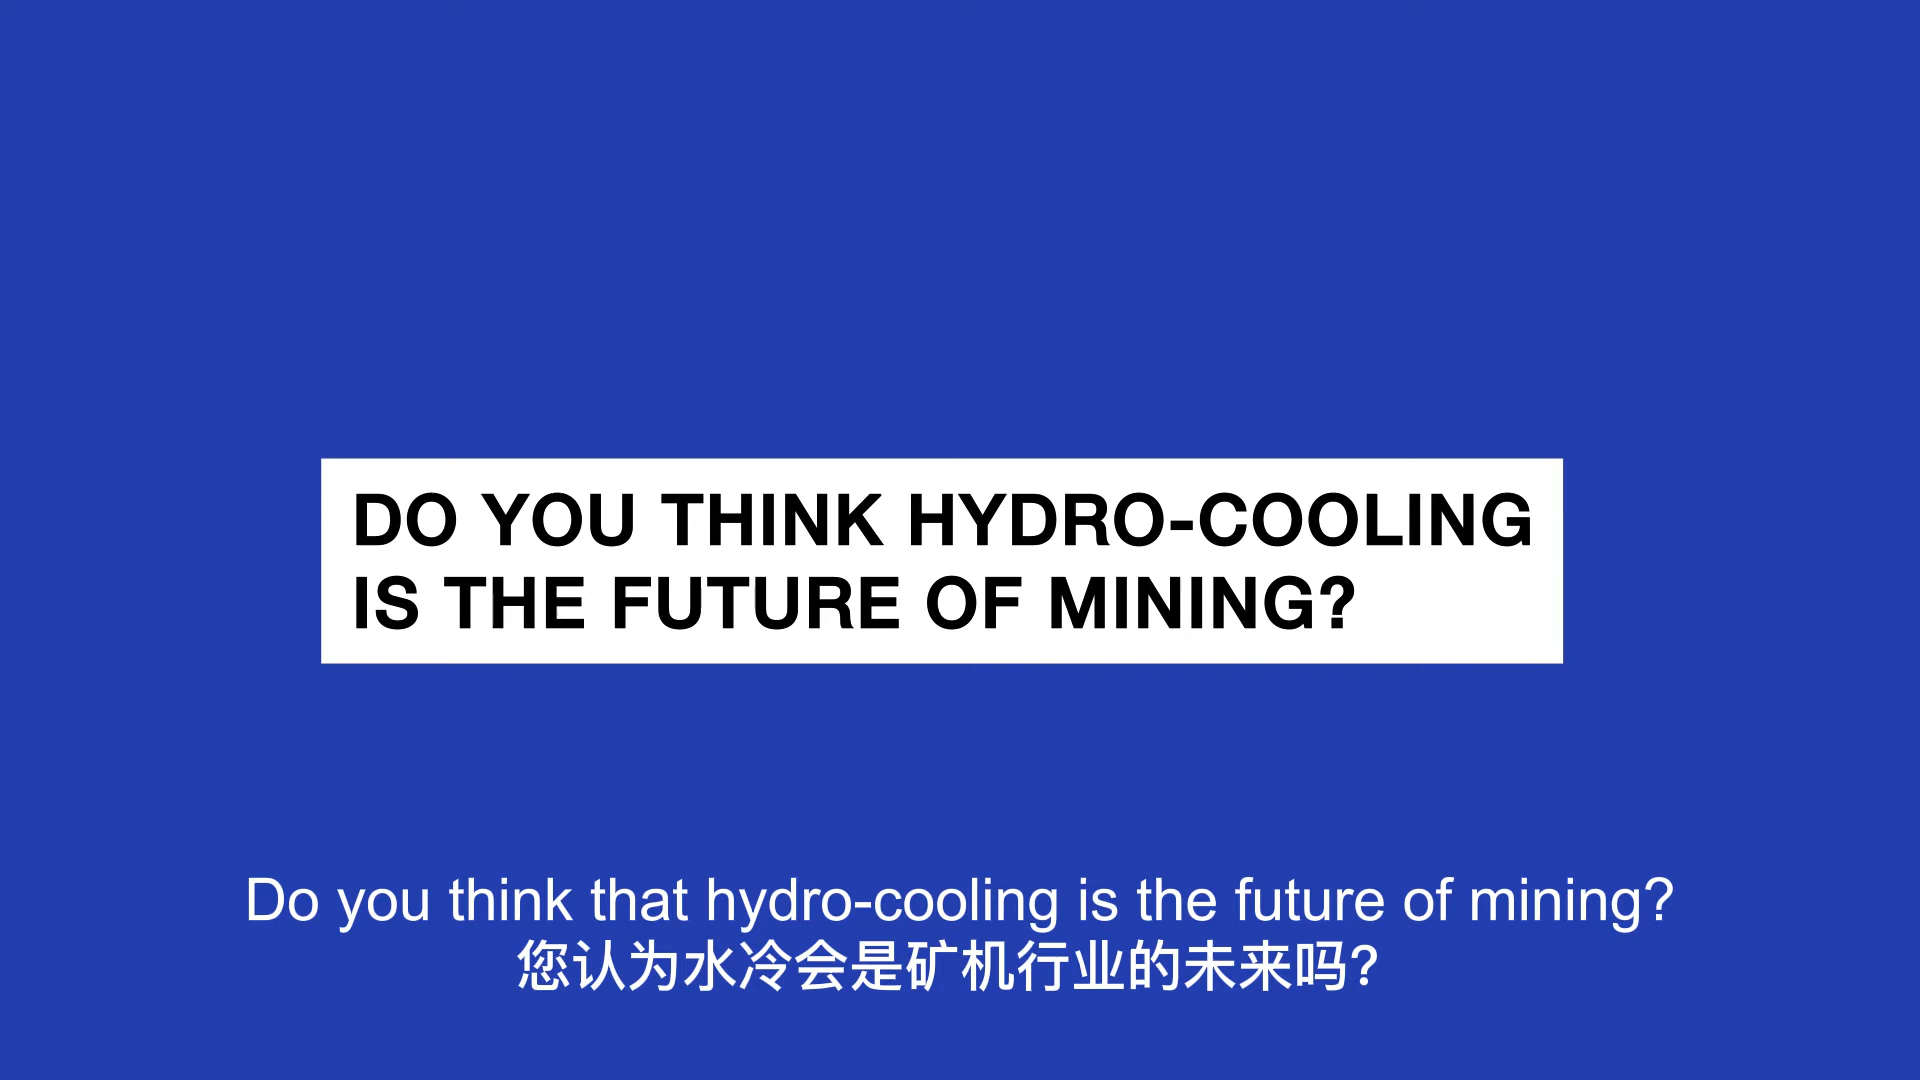 DO YOU THINK HYDRO-COOLING
IS THE FUTURE OF MINING?
Do you think that hydro-cooling is the future of mining?
您认为水冷会是矿机行业的未来吗?